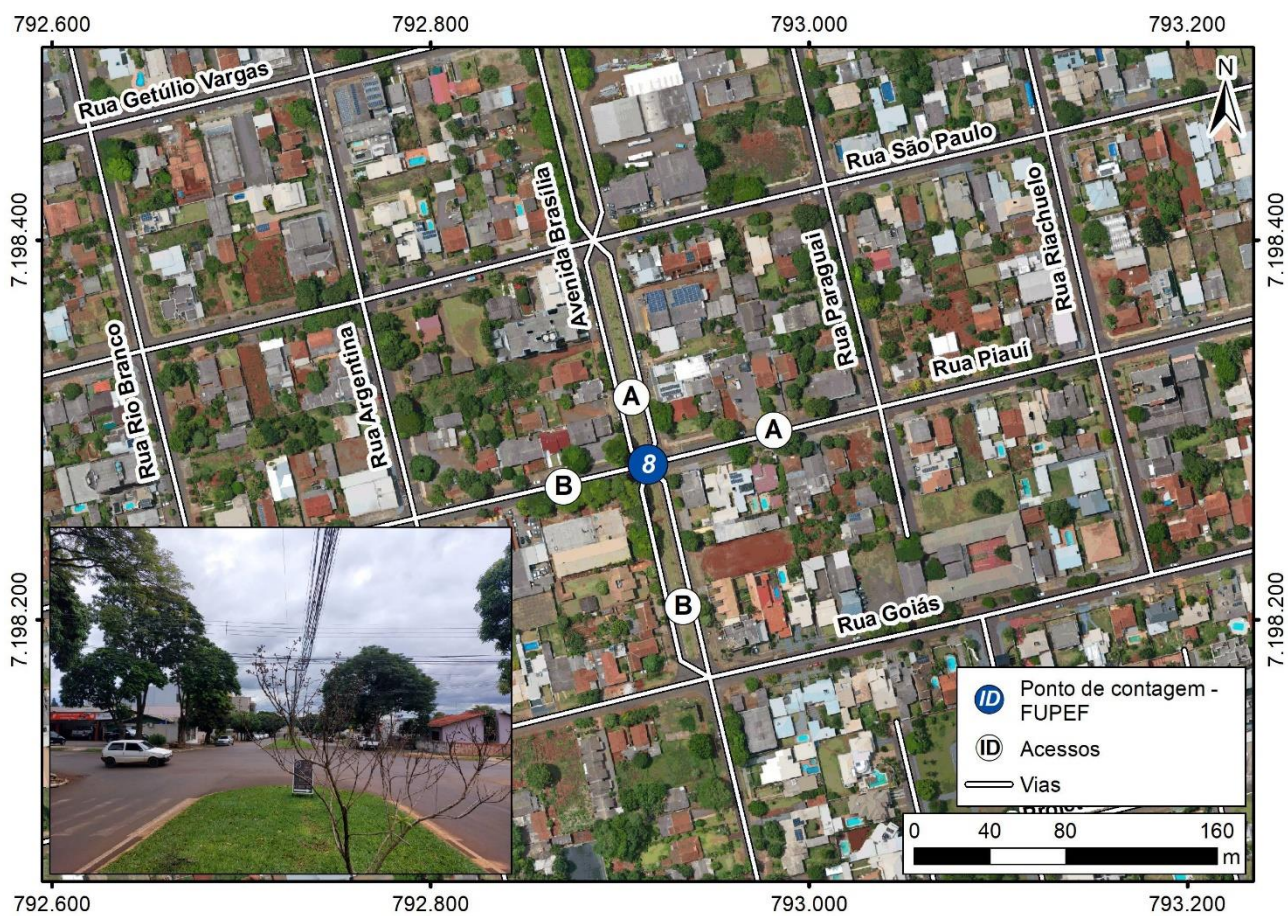 792.600
792.800
793.000
793.200
N
Rua Getúlio Vargas
Rua São Paulo
7.198.400
7.198.400
Avenida Brasília
Rua Paraguai
Rua Riachuelo
Rua Rio Branco
Rua Argentina
Rua Piauí
A
A
8
B
B
7.198.200
7.198.200
Rua Goiás
ID
Ponto de contagem -
FUPEF
ID
Acessos
Vias
0
40
80
160
m
792.600
792.800
793.000
793.200